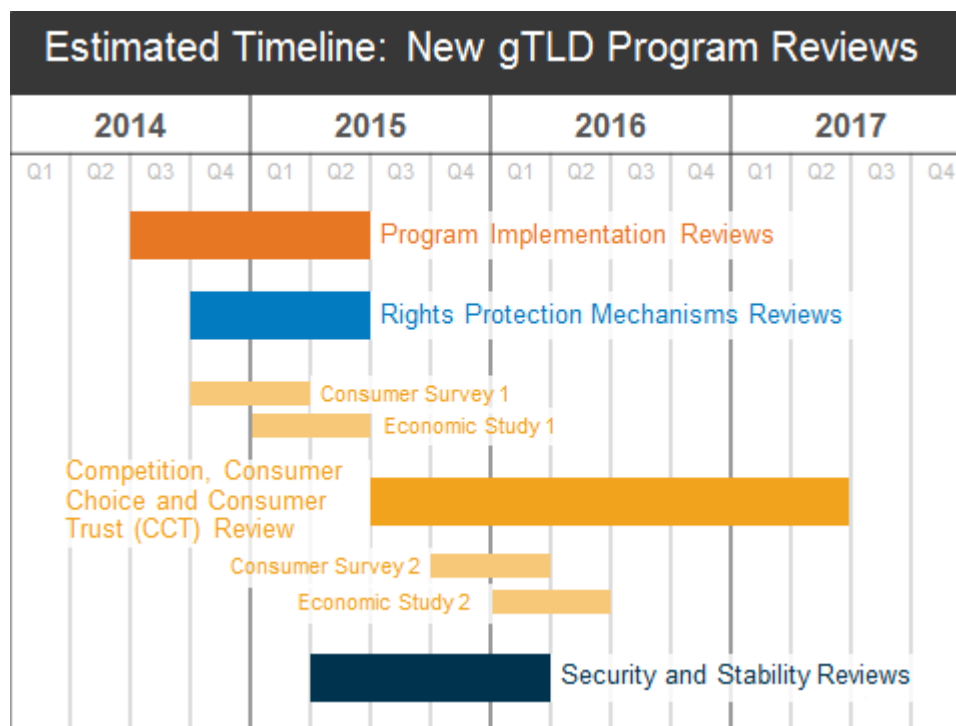 Estimated Timeline: New gTLD Program Reviews
2014 2015 2016 2017
Q1 Q2 Q3 Q4 Q1 Q2 Q3 Q4 Q1 Q2 Q3 Q4 Q1 Q2 Q3 Q4
Program Implementation Reviews
Rights Protection Mechanisms Reviews
Consumer Survey 1
Economic Study 1
Competition, Consumer
Choice and Consumer
Trust (CCT) Review
Consumer Survey 2
Economic Study 2
Security and Stability Reviews